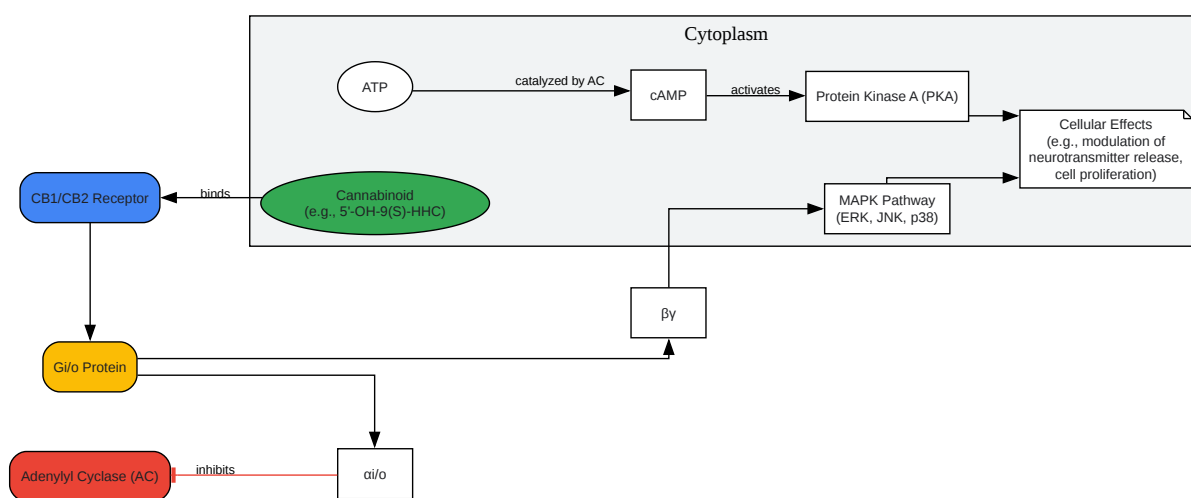 Cytoplasm
ATP
catalyzed by AC
cAMP
activates
Protein Kinase A (PKA)
Cellular Effects
(e.g., modulation of
neurotransmitter release,
cell proliferation)
CB1/CB2 Receptor
binds
Cannabinoid
(e.g., 5'-OH-9(S)-HHC)
MAPK Pathway
(ERK, JNK, p38)
βγ
Gi/o Protein
Adenylyl Cyclase (AC)
inhibits
αi/o